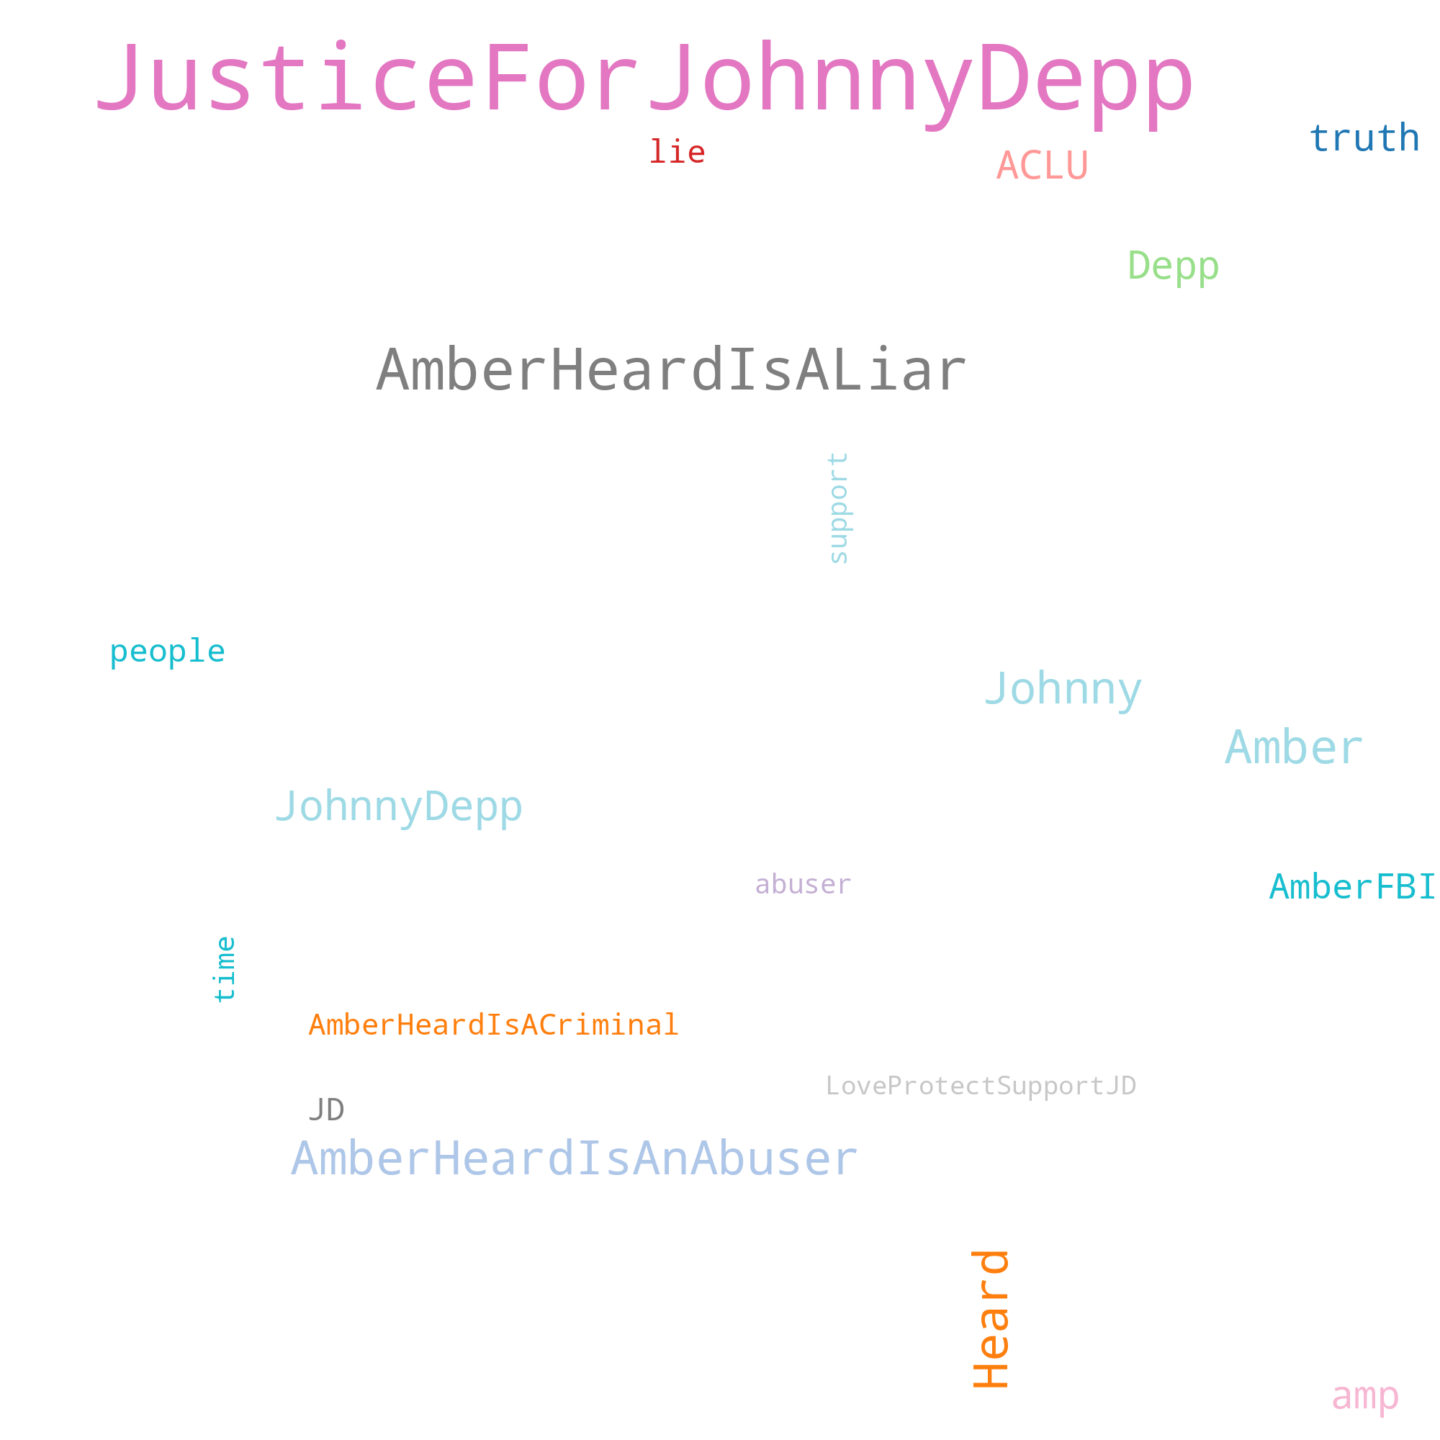 JusticeForJohnnyDepp
truth
lie
ACLU
Depp
AmberHeardIsALiar
support
people
Johnny
Amber
JohnnyDepp
abuser
AmberFBI
time
AmberHeardIsACriminal
LoveProtectSupportJD
JD
AmberHeardIsAnAbuser
Heard
amp